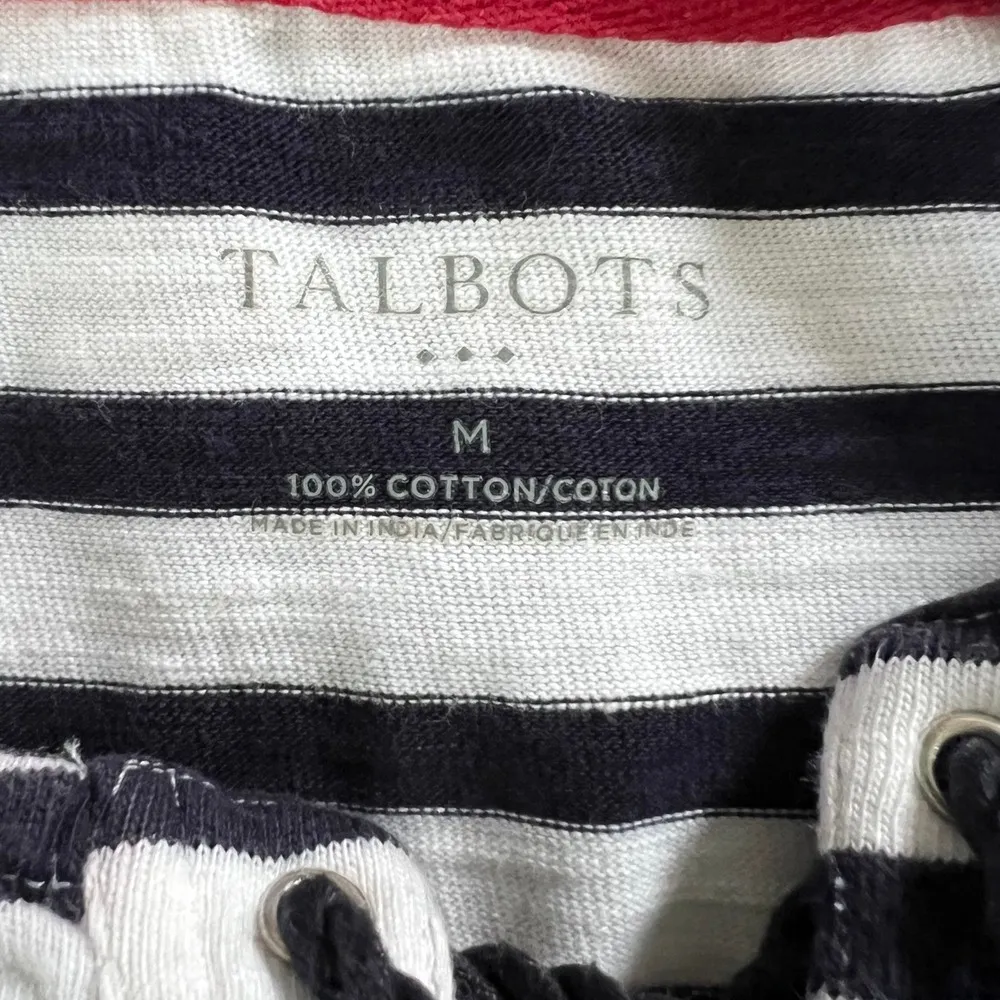 TALBOTS
M
100% COTTON/COTON
MADE IN INDIA/FABRIQUE EN INDE